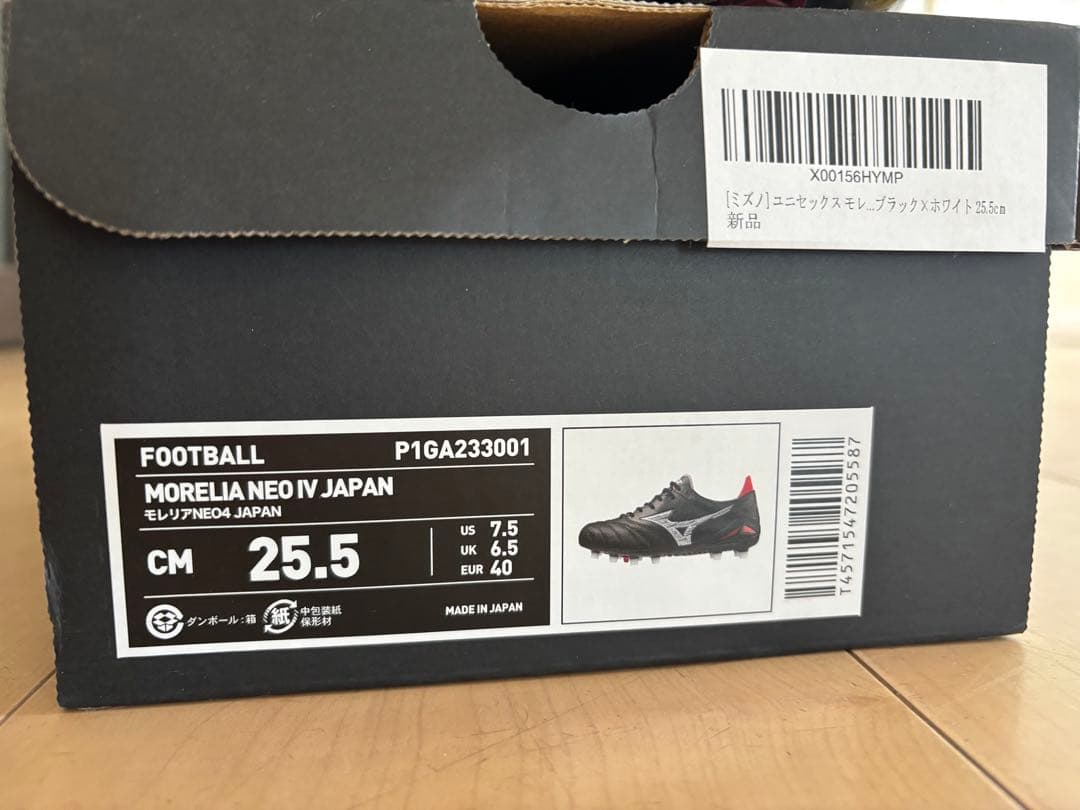 X00156HYMP
[ミズノ]ユニセックス モレ...ブラック×ホワイト 25.5cm
新品
FOOTBALL P1GA233001
MORELIA NEO IV JAPAN
モレリアNEO4 JAPAN
CM 25.5
US 7.5
UK 6.5
EUR 40
ダンボール:箱
紙 中包装紙
保形材
MADE IN JAPAN
T4571547205587